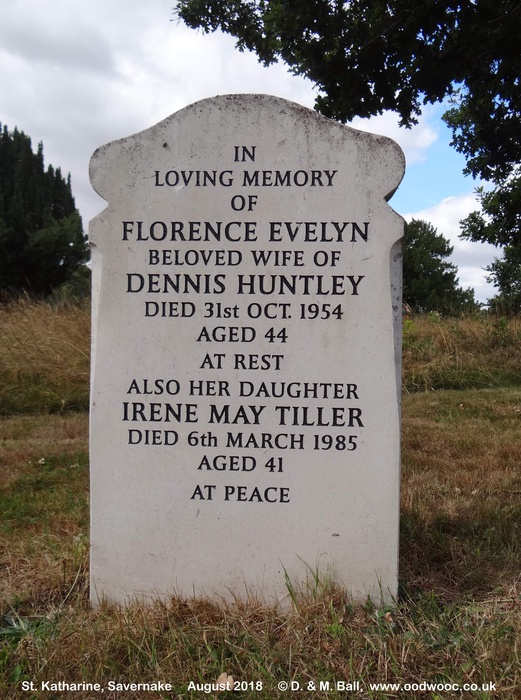 IN
LOVING MEMORY
OF
FLORENCE EVELYN
BELOVED WIFE OF
DENNIS HUNTLEY
DIED 31st OCT. 1954
AGED 44
AT REST
ALSO HER DAUGHTER
IRENE MAY TILLER
DIED 6th MARCH 1985
AGED 41
AT PEACE
St. Katharine, Savernake August 2018 © D. & M. Ball, www.oodwooc.co.uk